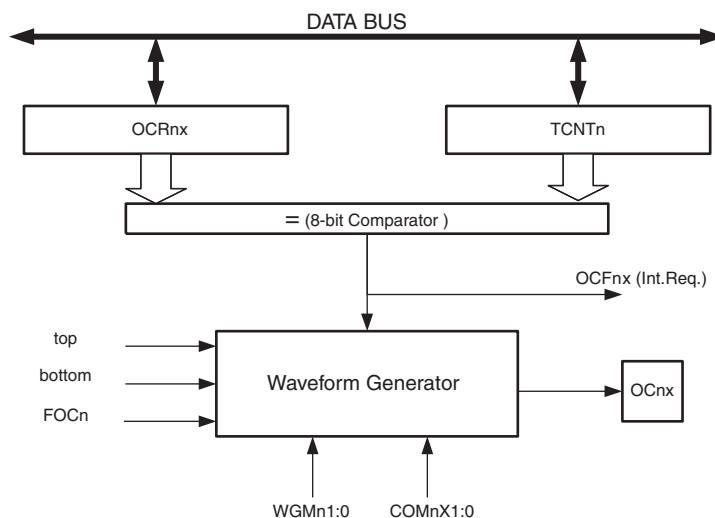 DATA BUS
OCRnx
TCNTn
= (8-bit Comparator )
OCFnx (Int.Req.)
top
bottom
FOCn
Waveform Generator
OCnx
WGMn1:0
COMnX1:0